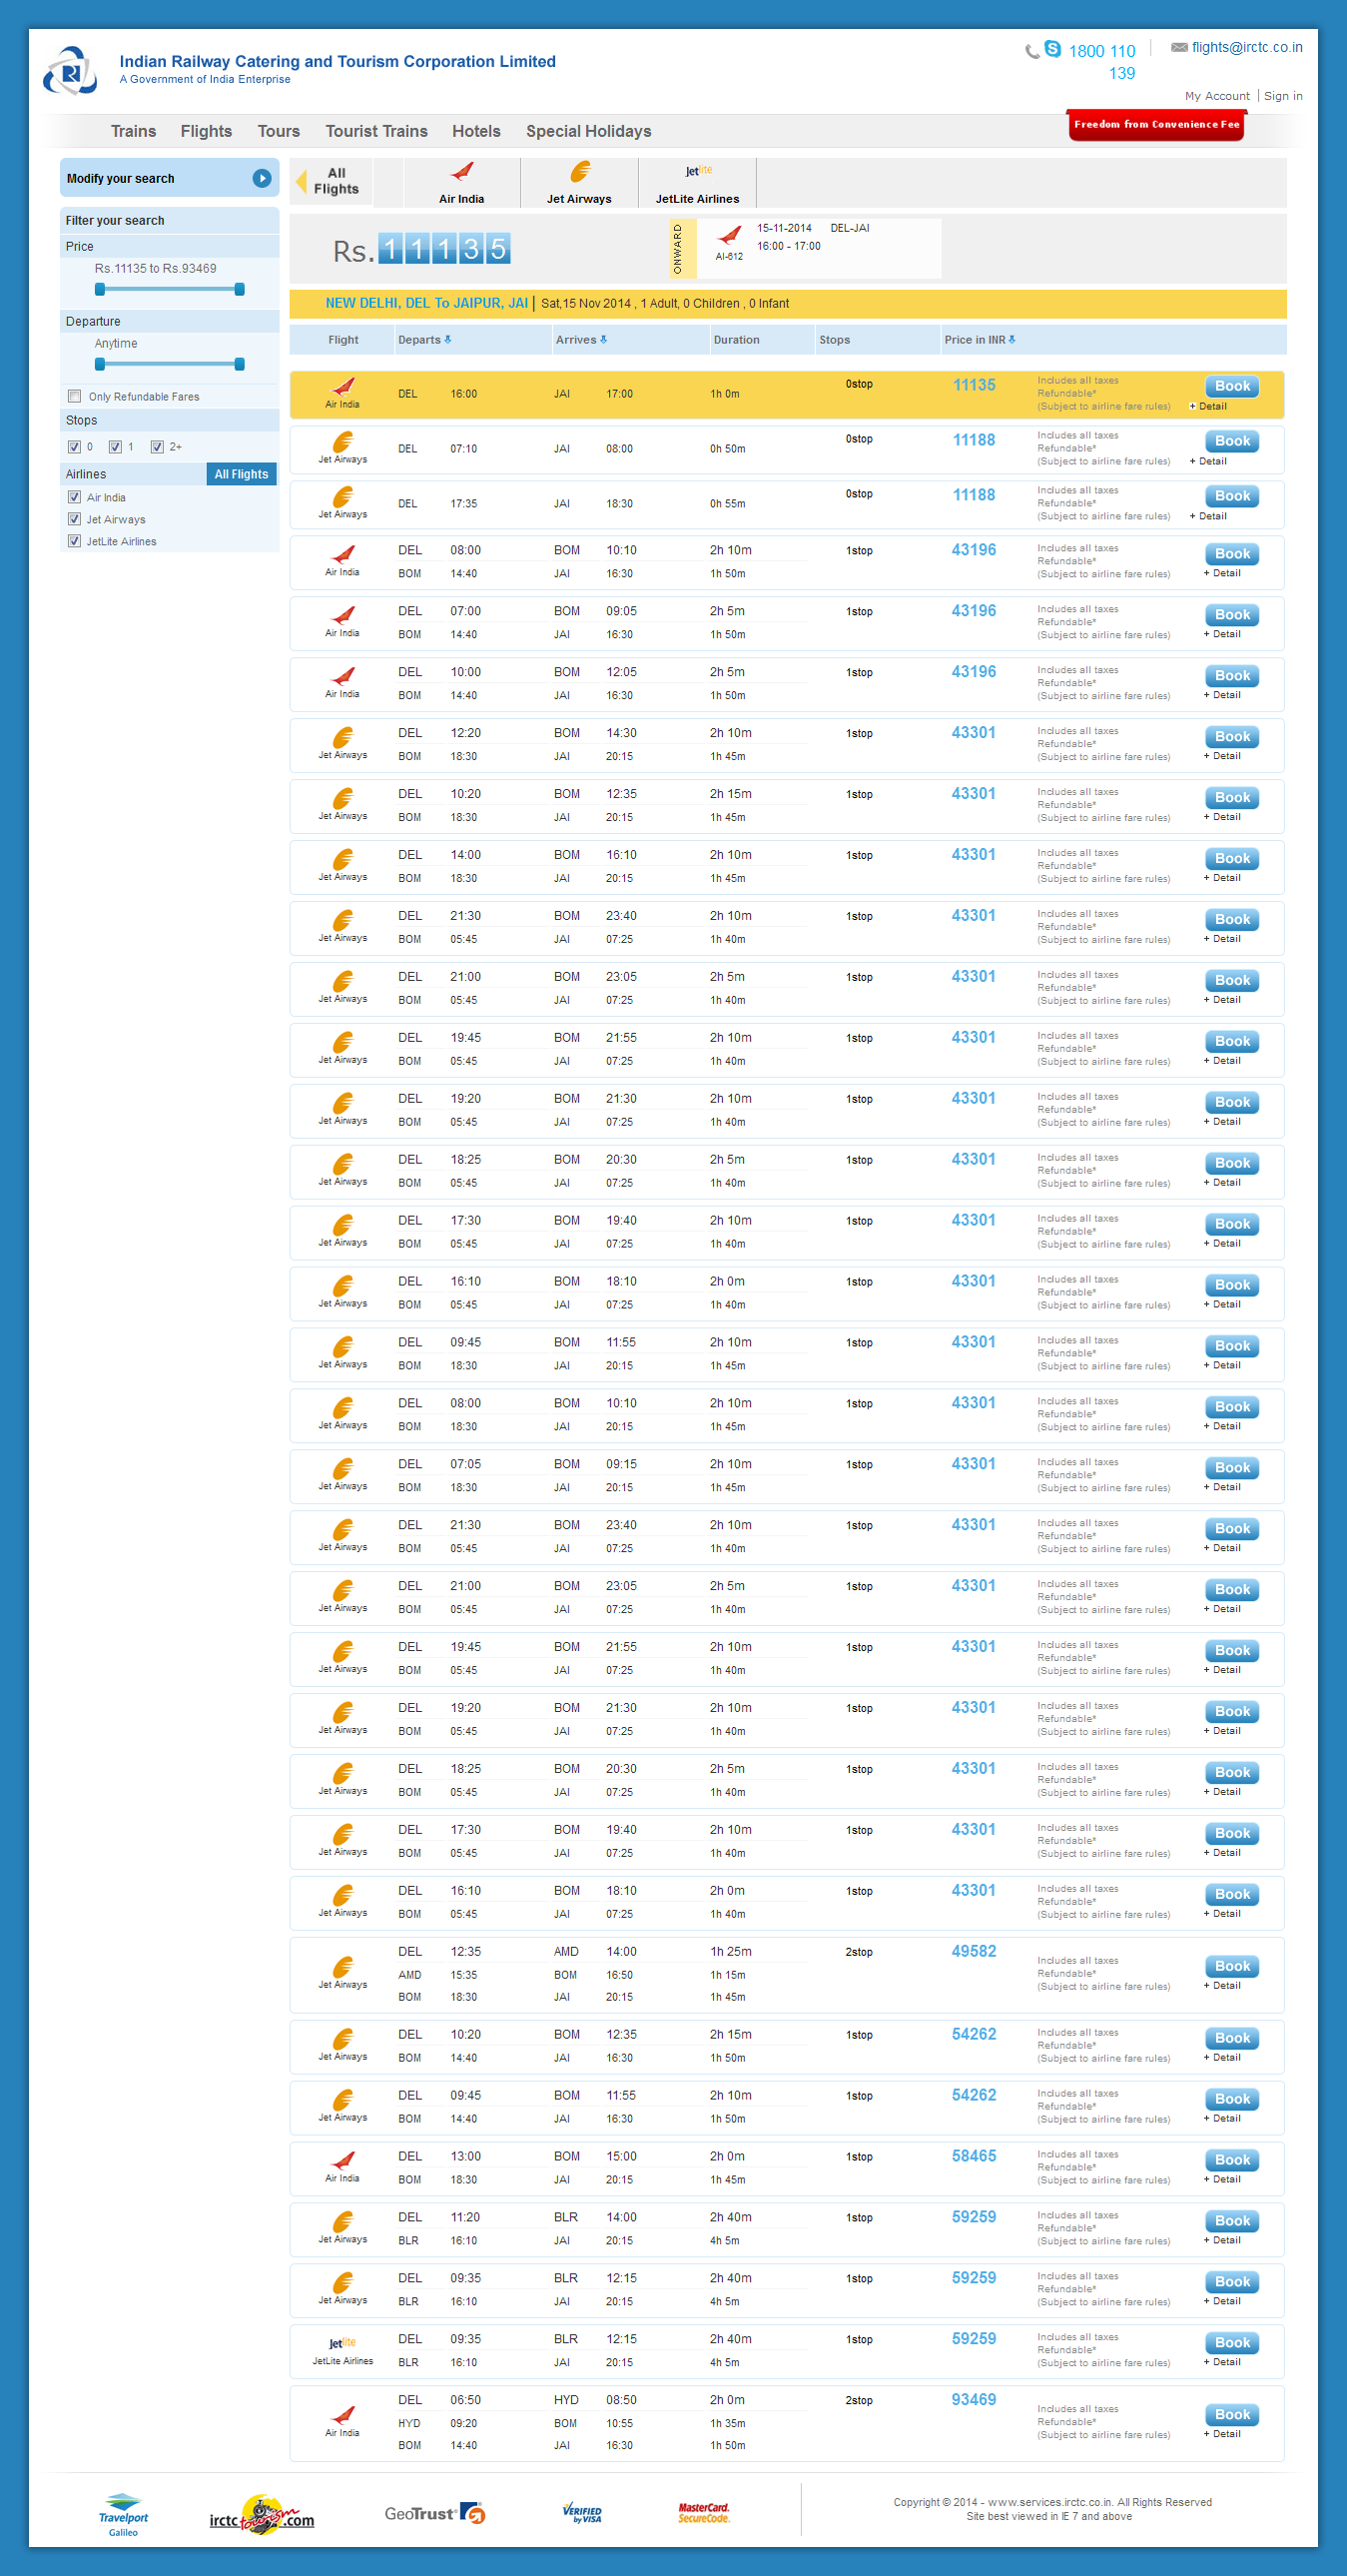 Indian Railway Catering and Tourism Corporation Limited
A Government of India Enterprise
1800 110 139
flights@irctc.co.in
My Account | Sign in
Trains Flights Tours Tourist Trains Hotels Special Holidays
Freedom from Convenience Fee
Modify your search
Filter your search
Price
Rs.11135 to Rs.93469
Departure
Anytime
Only Refundable Fares
Stops
0 1 2+
Airlines All Flights
Air India
Jet Airways
JetLite Airlines
All Flights
Air India
Jet Airways
Jetlite
JetLite Airlines
Rs. 11135
ONWARD
AI-612
15-11-2014 DEL-JAI
16:00 - 17:00
NEW DELHI, DEL To JAIPUR, JAI | Sat,15 Nov 2014 , 1 Adult, 0 Children , 0 Infant
Flight Departs Arrives Duration Stops Price in INR
Air India DEL 16:00 JAI 17:00 1h 0m 0stop 11135 Includes all taxes Refundable* (Subject to airline fare rules) Book + Detail
Jet Airways DEL 07:10 JAI 08:00 0h 50m 0stop 11188 Includes all taxes Refundable* (Subject to airline fare rules) Book + Detail
Jet Airways DEL 17:35 JAI 18:30 0h 55m 0stop 11188 Includes all taxes Refundable* (Subject to airline fare rules) Book + Detail
Air India DEL 08:00 BOM 10:10 2h 10m 1stop 43196 Includes all taxes Refundable* (Subject to airline fare rules) Book + Detail
BOM 14:40 JAI 16:30 1h 50m
Air India DEL 07:00 BOM 09:05 2h 5m 1stop 43196 Includes all taxes Refundable* (Subject to airline fare rules) Book + Detail
BOM 14:40 JAI 16:30 1h 50m
Air India DEL 10:00 BOM 12:05 2h 5m 1stop 43196 Includes all taxes Refundable* (Subject to airline fare rules) Book + Detail
BOM 14:40 JAI 16:30 1h 50m
Jet Airways DEL 12:20 BOM 14:30 2h 10m 1stop 43301 Includes all taxes Refundable* (Subject to airline fare rules) Book + Detail
BOM 18:30 JAI 20:15 1h 45m
Jet Airways DEL 10:20 BOM 12:35 2h 15m 1stop 43301 Includes all taxes Refundable* (Subject to airline fare rules) Book + Detail
BOM 18:30 JAI 20:15 1h 45m
Jet Airways DEL 14:00 BOM 16:10 2h 10m 1stop 43301 Includes all taxes Refundable* (Subject to airline fare rules) Book + Detail
BOM 18:30 JAI 20:15 1h 45m
Jet Airways DEL 21:30 BOM 23:40 2h 10m 1stop 43301 Includes all taxes Refundable* (Subject to airline fare rules) Book + Detail
BOM 05:45 JAI 07:25 1h 40m
Jet Airways DEL 21:00 BOM 23:05 2h 5m 1stop 43301 Includes all taxes Refundable* (Subject to airline fare rules) Book + Detail
BOM 05:45 JAI 07:25 1h 40m
Jet Airways DEL 19:45 BOM 21:55 2h 10m 1stop 43301 Includes all taxes Refundable* (Subject to airline fare rules) Book + Detail
BOM 05:45 JAI 07:25 1h 40m
Jet Airways DEL 19:20 BOM 21:30 2h 10m 1stop 43301 Includes all taxes Refundable* (Subject to airline fare rules) Book + Detail
BOM 05:45 JAI 07:25 1h 40m
Jet Airways DEL 18:25 BOM 20:30 2h 5m 1stop 43301 Includes all taxes Refundable* (Subject to airline fare rules) Book + Detail
BOM 05:45 JAI 07:25 1h 40m
Jet Airways DEL 17:30 BOM 19:40 2h 10m 1stop 43301 Includes all taxes Refundable* (Subject to airline fare rules) Book + Detail
BOM 05:45 JAI 07:25 1h 40m
Jet Airways DEL 16:10 BOM 18:10 2h 0m 1stop 43301 Includes all taxes Refundable* (Subject to airline fare rules) Book + Detail
BOM 05:45 JAI 07:25 1h 40m
Jet Airways DEL 09:45 BOM 11:55 2h 10m 1stop 43301 Includes all taxes Refundable* (Subject to airline fare rules) Book + Detail
BOM 18:30 JAI 20:15 1h 45m
Jet Airways DEL 08:00 BOM 10:10 2h 10m 1stop 43301 Includes all taxes Refundable* (Subject to airline fare rules) Book + Detail
BOM 18:30 JAI 20:15 1h 45m
Jet Airways DEL 07:05 BOM 09:15 2h 10m 1stop 43301 Includes all taxes Refundable* (Subject to airline fare rules) Book + Detail
BOM 18:30 JAI 20:15 1h 45m
Jet Airways DEL 21:30 BOM 23:40 2h 10m 1stop 43301 Includes all taxes Refundable* (Subject to airline fare rules) Book + Detail
BOM 05:45 JAI 07:25 1h 40m
Jet Airways DEL 21:00 BOM 23:05 2h 5m 1stop 43301 Includes all taxes Refundable* (Subject to airline fare rules) Book + Detail
BOM 05:45 JAI 07:25 1h 40m
Jet Airways DEL 19:45 BOM 21:55 2h 10m 1stop 43301 Includes all taxes Refundable* (Subject to airline fare rules) Book + Detail
BOM 05:45 JAI 07:25 1h 40m
Jet Airways DEL 19:20 BOM 21:30 2h 10m 1stop 43301 Includes all taxes Refundable* (Subject to airline fare rules) Book + Detail
BOM 05:45 JAI 07:25 1h 40m
Jet Airways DEL 18:25 BOM 20:30 2h 5m 1stop 43301 Includes all taxes Refundable* (Subject to airline fare rules) Book + Detail
BOM 05:45 JAI 07:25 1h 40m
Jet Airways DEL 17:30 BOM 19:40 2h 10m 1stop 43301 Includes all taxes Refundable* (Subject to airline fare rules) Book + Detail
BOM 05:45 JAI 07:25 1h 40m
Jet Airways DEL 16:10 BOM 18:10 2h 0m 1stop 43301 Includes all taxes Refundable* (Subject to airline fare rules) Book + Detail
BOM 05:45 JAI 07:25 1h 40m
Jet Airways DEL 12:35 AMD 14:00 1h 25m 2stop 49582 Includes all taxes Refundable* (Subject to airline fare rules) Book + Detail
AMD 15:35 BOM 16:50 1h 15m
BOM 18:30 JAI 20:15 1h 45m
Jet Airways DEL 10:20 BOM 12:35 2h 15m 1stop 54262 Includes all taxes Refundable* (Subject to airline fare rules) Book + Detail
BOM 14:40 JAI 16:30 1h 50m
Jet Airways DEL 09:45 BOM 11:55 2h 10m 1stop 54262 Includes all taxes Refundable* (Subject to airline fare rules) Book + Detail
BOM 14:40 JAI 16:30 1h 50m
Air India DEL 13:00 BOM 15:00 2h 0m 1stop 58465 Includes all taxes Refundable* (Subject to airline fare rules) Book + Detail
BOM 18:30 JAI 20:15 1h 45m
Jet Airways DEL 11:20 BLR 14:00 2h 40m 1stop 59259 Includes all taxes Refundable* (Subject to airline fare rules) Book + Detail
BLR 16:10 JAI 20:15 4h 5m
Jet Airways DEL 09:35 BLR 12:15 2h 40m 1stop 59259 Includes all taxes Refundable* (Subject to airline fare rules) Book + Detail
BLR 16:10 JAI 20:15 4h 5m
Jetlite JetLite Airlines DEL 09:35 BLR 12:15 2h 40m 1stop 59259 Includes all taxes Refundable* (Subject to airline fare rules) Book + Detail
BLR 16:10 JAI 20:15 4h 5m
Air India DEL 06:50 HYD 08:50 2h 0m 2stop 93469 Includes all taxes Refundable* (Subject to airline fare rules) Book + Detail
HYD 09:20 BOM 10:55 1h 35m
BOM 14:40 JAI 16:30 1h 50m
Travelport
Galileo
irctc tourism .com
GeoTrust
VERIFIED by VISA
MasterCard. SecureCode.
Copyright © 2014 - www.services.irctc.co.in. All Rights Reserved
Site best viewed in IE 7 and above